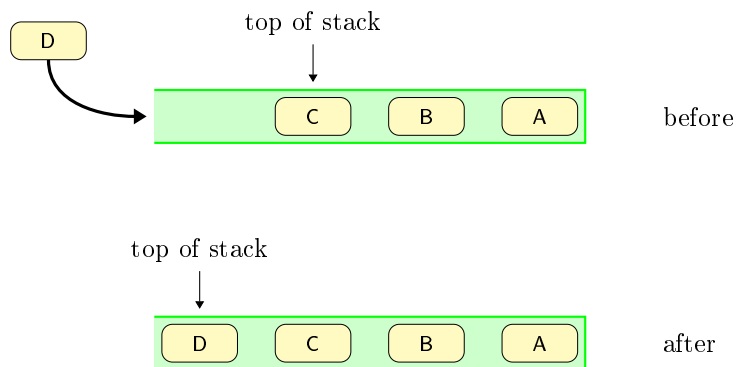 top of stack
D
C B A before
top of stack
D C B A after